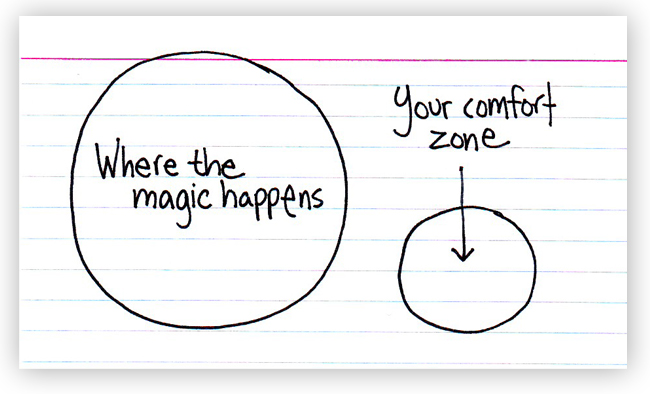 Where the
magic happens
Your comfort
zone